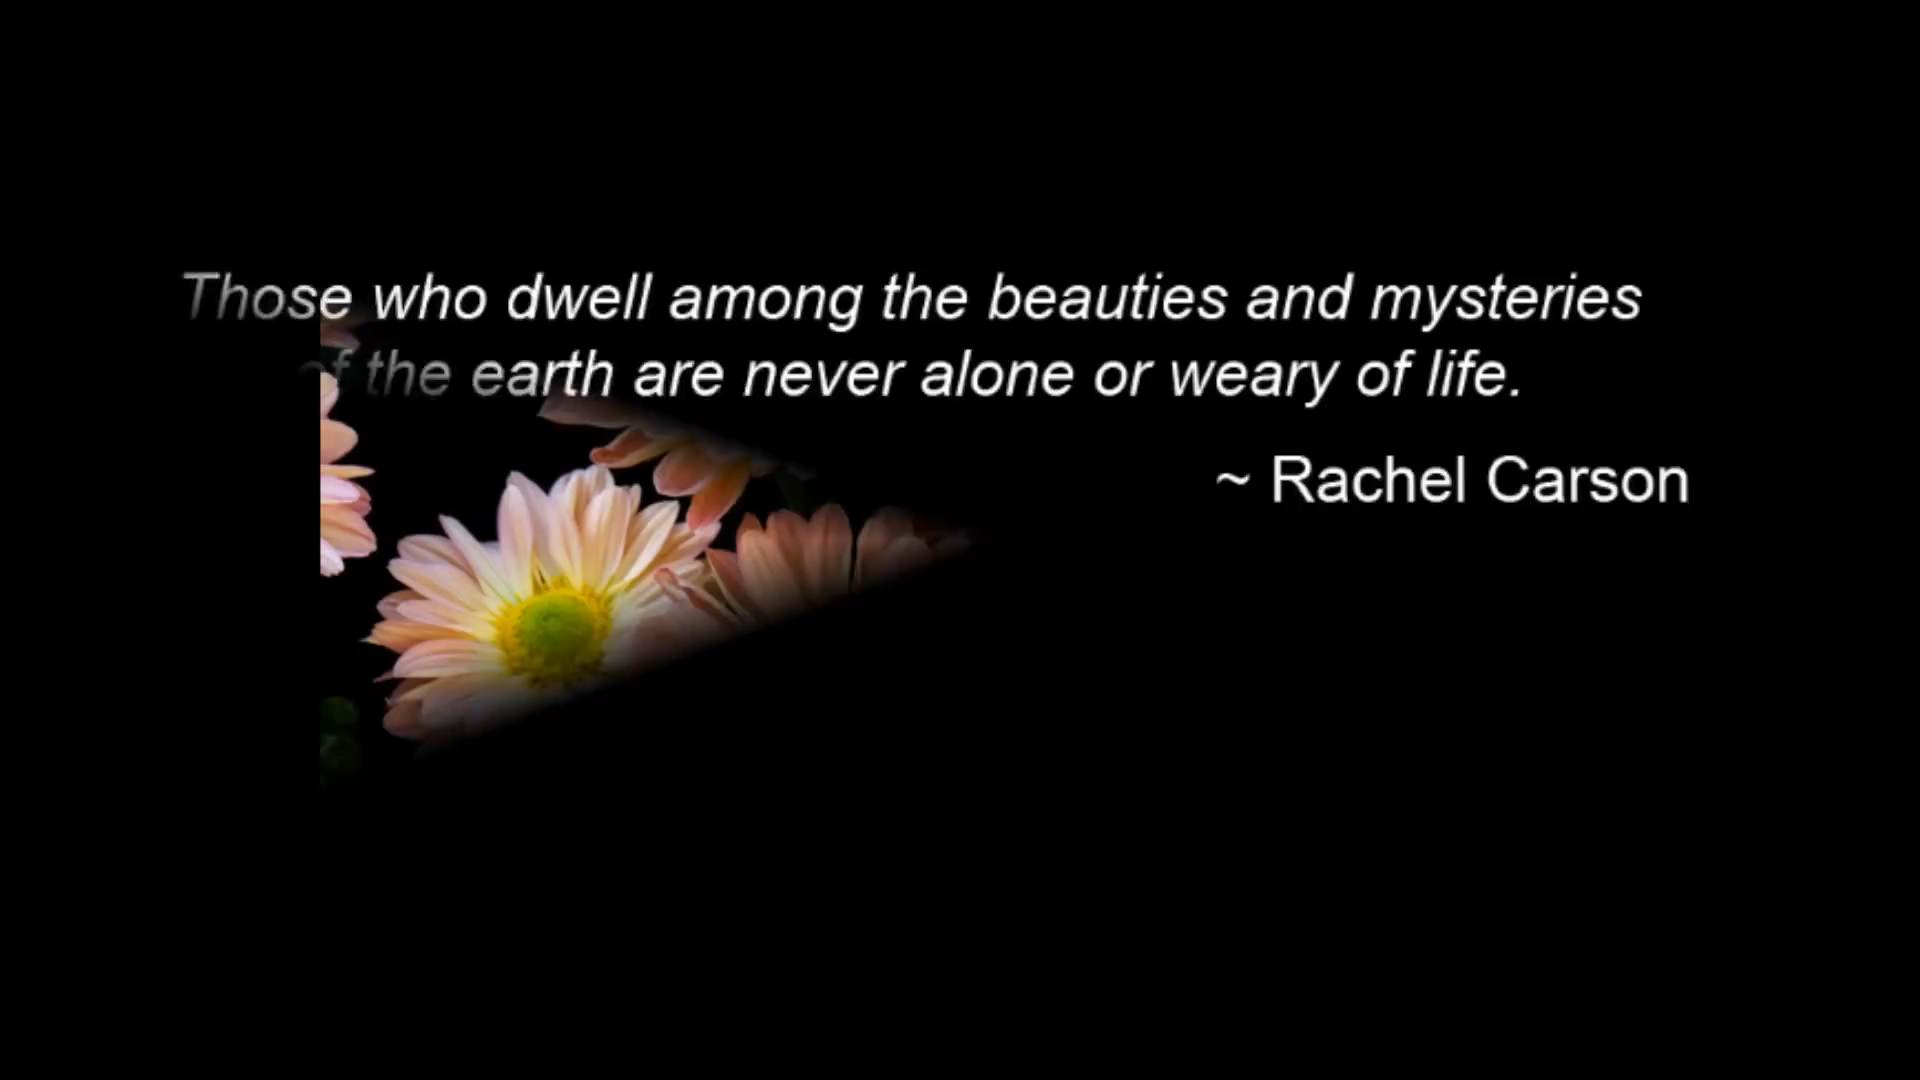 Those who dwell among the beauties and mysteries
of the earth are never alone or weary of life.
~ Rachel Carson